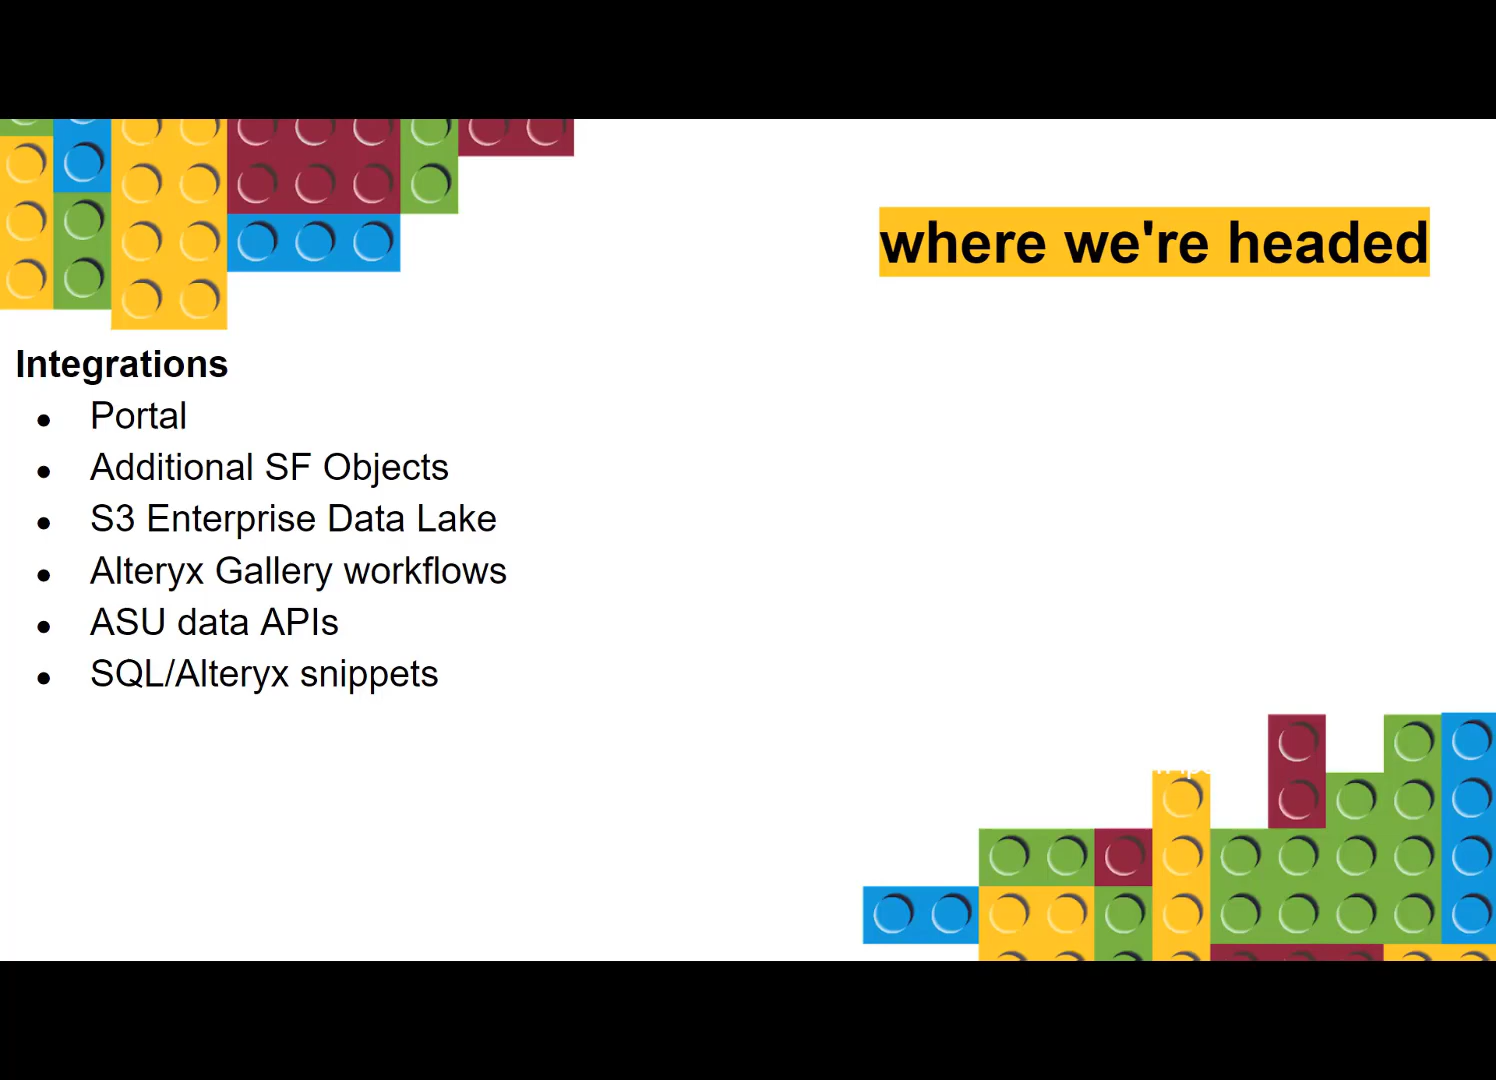 where we're headed
Integrations
● Portal
● Additional SF Objects
● S3 Enterprise Data Lake
● Alteryx Gallery workflows
● ASU data APIs
● SQL/Alteryx snippets